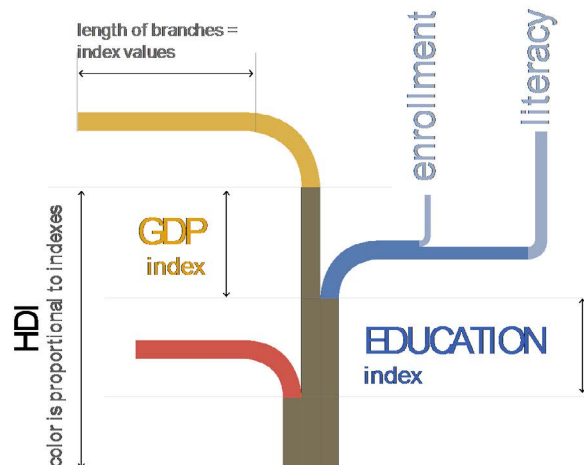 length of branches =
index values
enrollment
literacy
GDP
index
HDI
color is proportional to indexes
EDUCATION
index